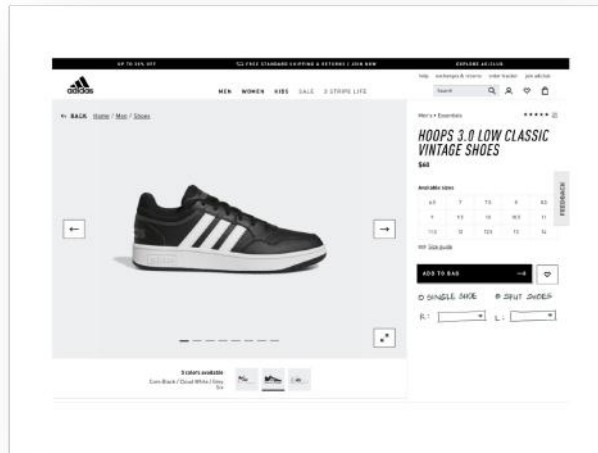 UP TO 50% OFF
FREE STANDARD SHIPPING & RETURNS | JOIN NOW
EXPLORE ADICLUB
help exchanges & returns order tracker join adiclub
adidas
MEN WOMEN KIDS SALE 3 STRIPE LIFE
Search
BACK Home / Men / Shoes
Men's • Essentials
HOOPS 3.0 LOW CLASSIC
VINTAGE SHOES
$60
Available sizes
6.5 7 7.5 8 8.5
9 9.5 10 10.5 11
11.5 12 12.5 13 14
Size guide
FEEDBACK
ADD TO BAG
SINGLE SHOE SPLIT SHOES
R: L:
3 colors available
Core Black / Cloud White / Grey
Six